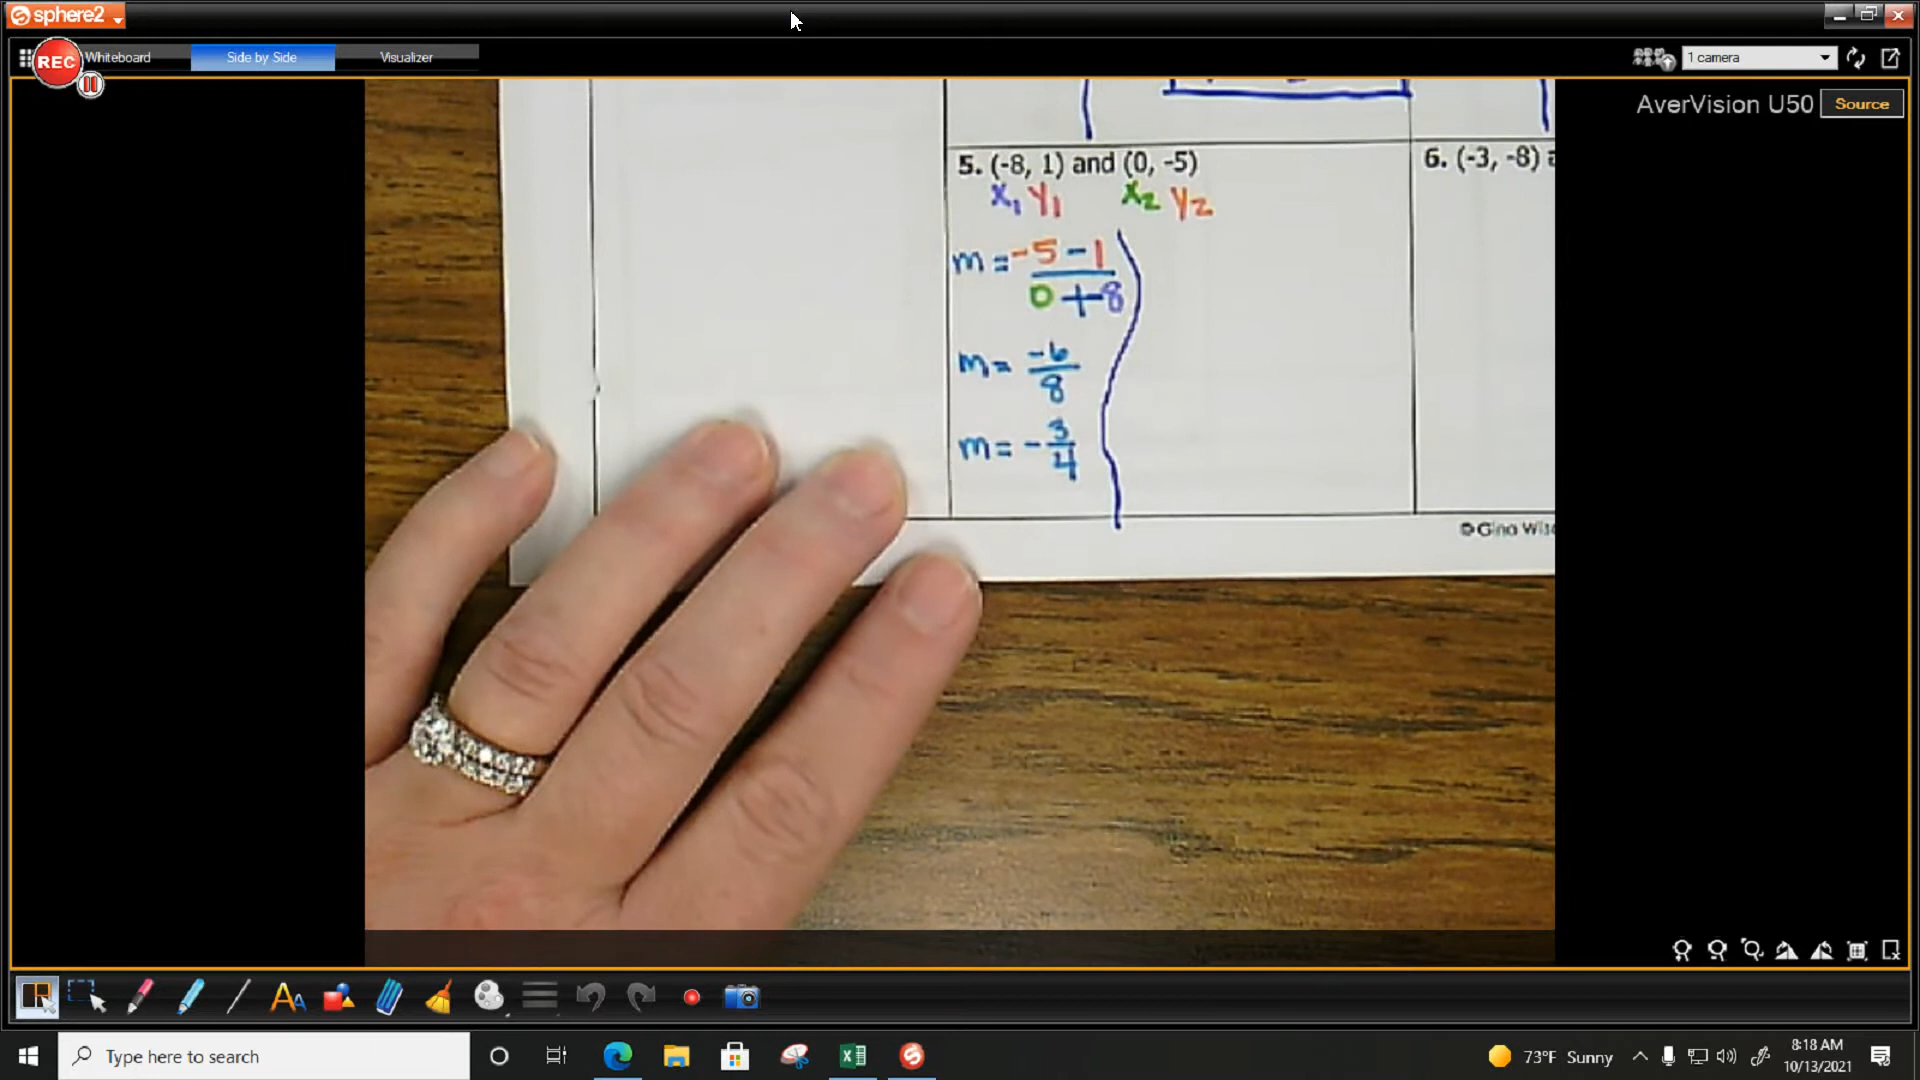 sphere2
REC
Whiteboard
Side by Side
Visualizer
1 camera
AverVision U50
Source
5. (-8, 1) and (0, -5)
x₁ y₁ x₂ y₂
6. (-3, -8)
m = -5 - 1
0 + -8
m = -6
8
m = - 3
4
© Gina
Type here to search
73°F Sunny
8:18 AM
10/13/2021